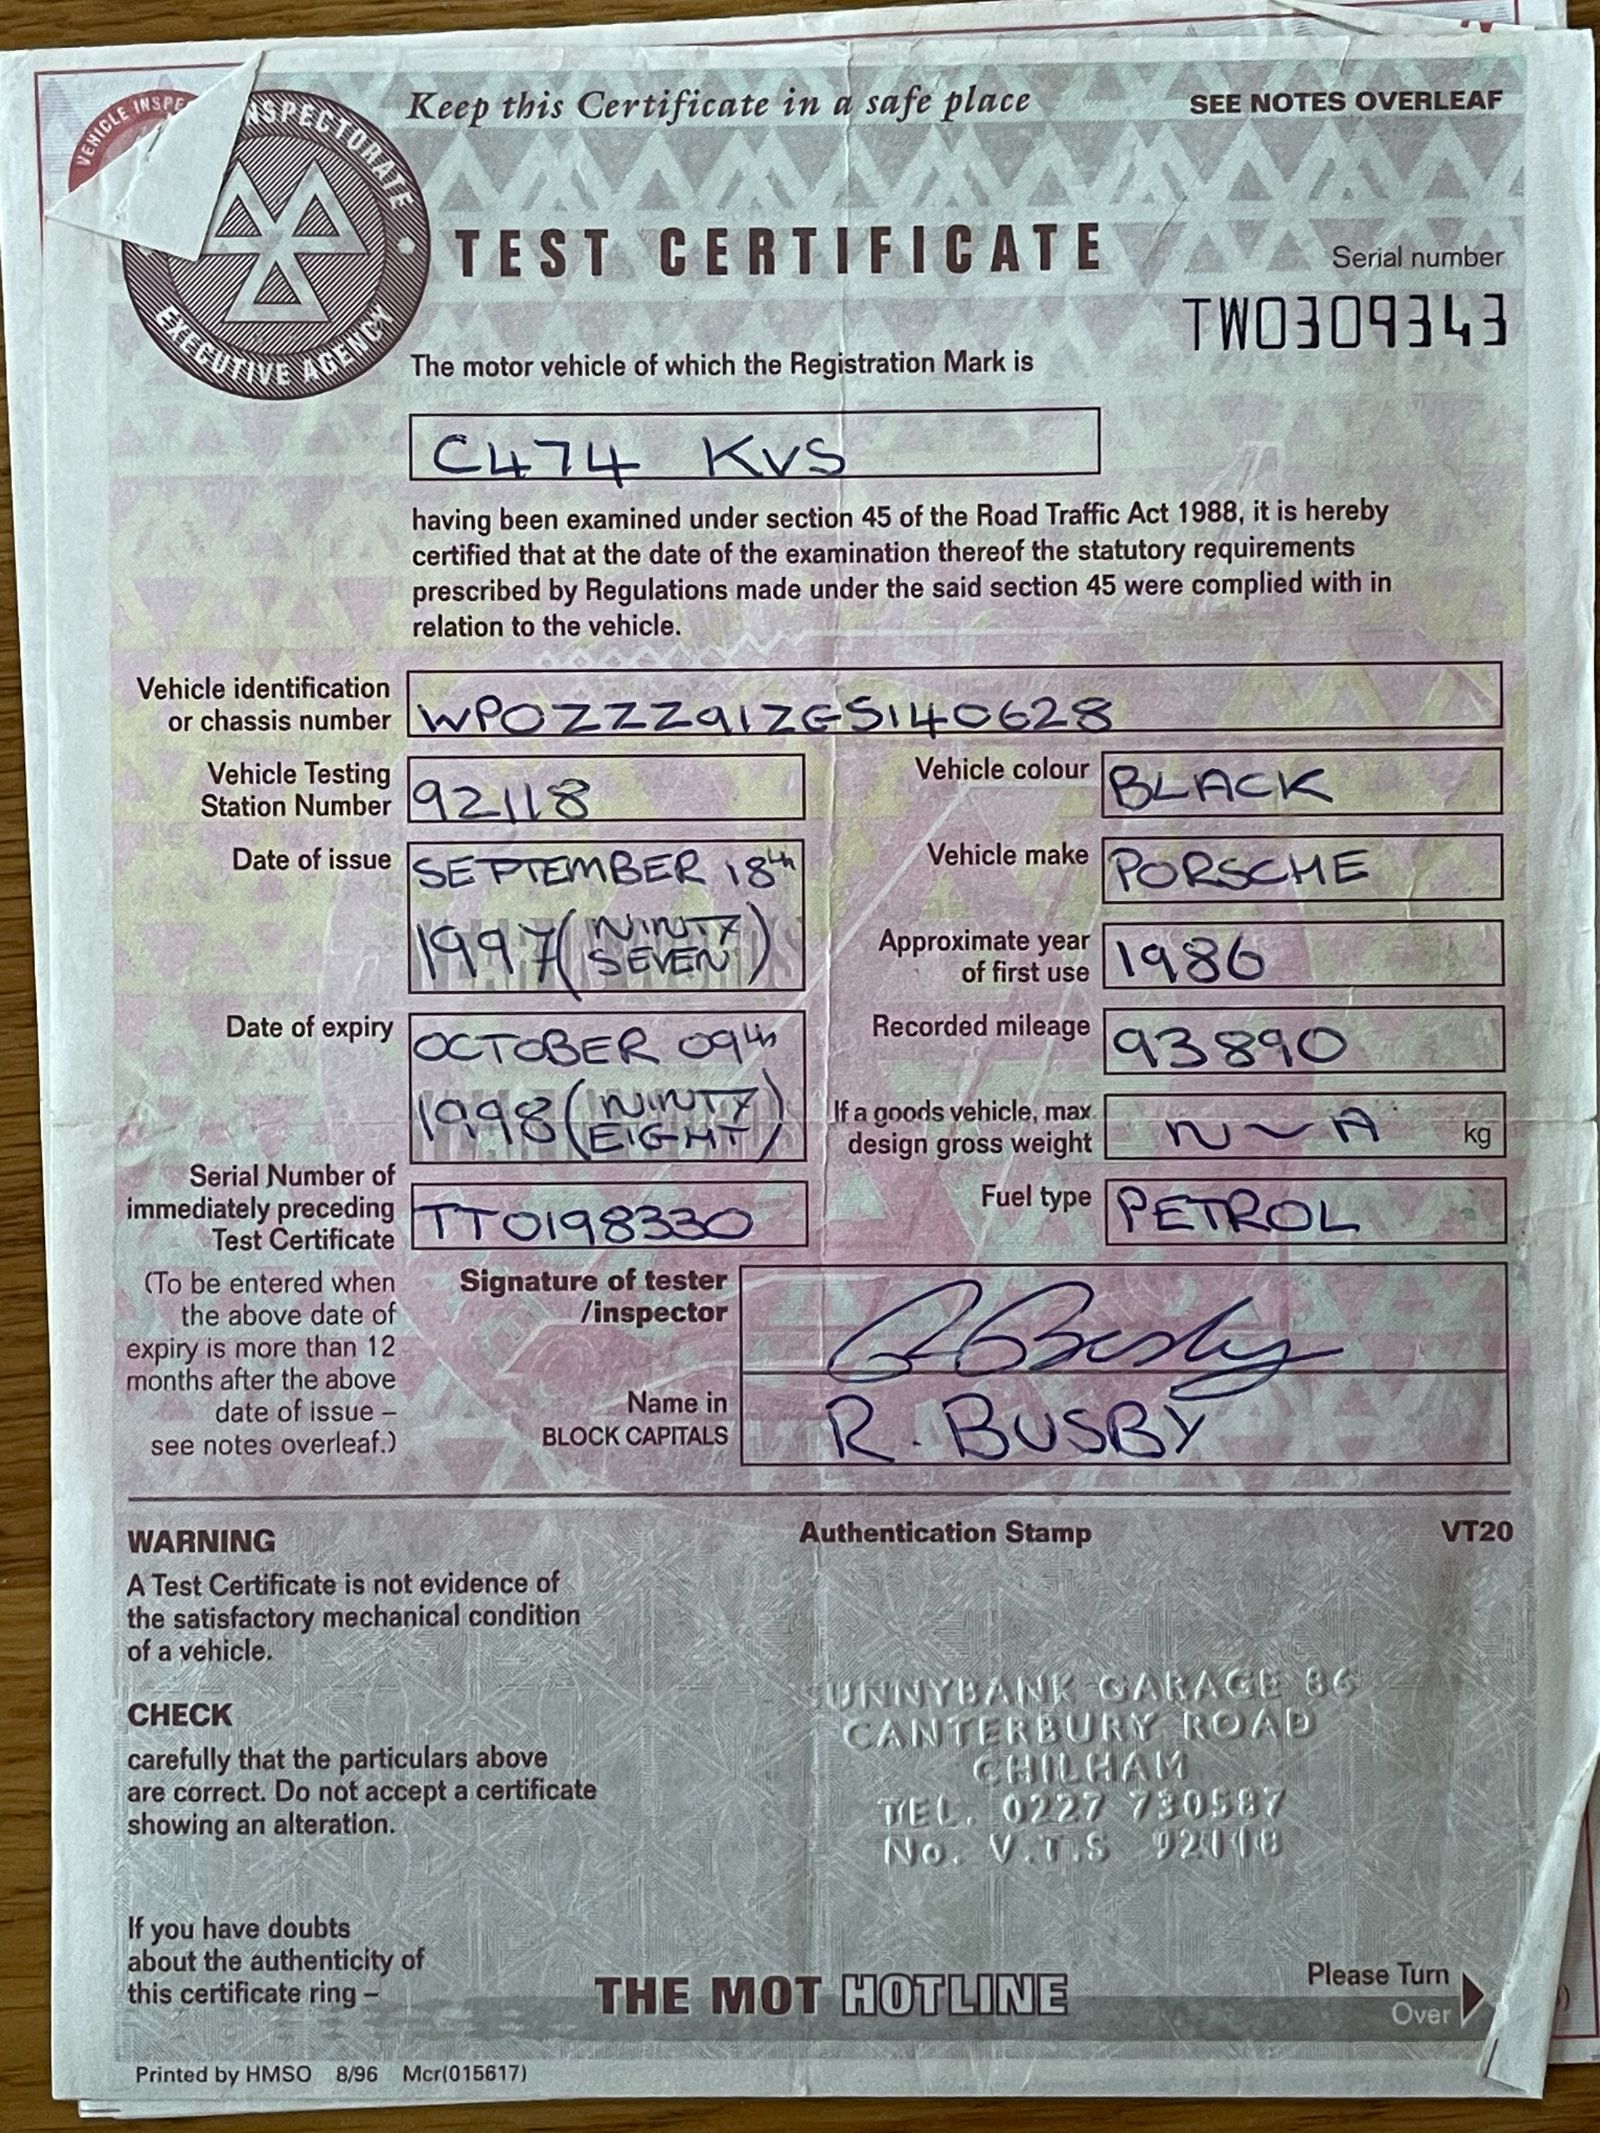 VEHICLE INSPE
INSPECTORATE
EXECUTIVE AGENCY
Keep this Certificate in a safe place
SEE NOTES OVERLEAF
TEST CERTIFICATE
Serial number
TW0309343
The motor vehicle of which the Registration Mark is
C474 KVS
having been examined under section 45 of the Road Traffic Act 1988, it is hereby
certified that at the date of the examination thereof the statutory requirements
prescribed by Regulations made under the said section 45 were complied with in
relation to the vehicle.
Vehicle identification
or chassis number
WPOZZZ91ZGS140628
Vehicle Testing
Station Number
92118
Vehicle colour
BLACK
Date of issue
SEPTEMBER 18th
1997 (NINTY
SEVEN)
Vehicle make
PORSCHE
Approximate year
of first use
1986
Date of expiry
OCTOBER 09th
1998 (NINTY
EIGHT)
Recorded mileage
93890
If a goods vehicle, max
design gross weight
N ~ A kg
Serial Number of
immediately preceding
Test Certificate
TT0198330
Fuel type
PETROL
(To be entered when
the above date of
expiry is more than 12
months after the above
date of issue –
see notes overleaf.)
Signature of tester
/inspector
R Busby
Name in
BLOCK CAPITALS
R. BUSBY
WARNING
A Test Certificate is not evidence of
the satisfactory mechanical condition
of a vehicle.
Authentication Stamp
VT20
CHECK
carefully that the particulars above
are correct. Do not accept a certificate
showing an alteration.
SUNNYBANK GARAGE 86
CANTERBURY ROAD
CHILHAM
TEL. 0227 730587
No. V.T.S 92118
If you have doubts
about the authenticity of
this certificate ring –
THE MOT HOTLINE
Please Turn
Over
Printed by HMSO 8/96 Mcr(015617)